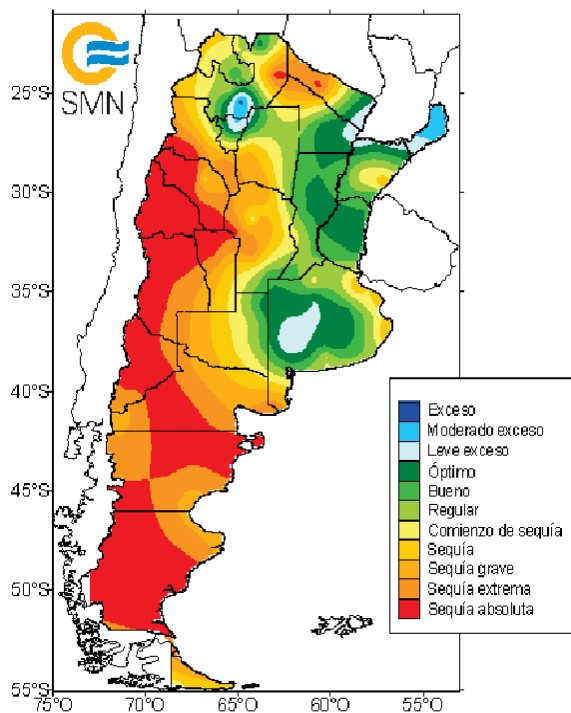 SMN
25°S
30°S
35°S
40°S
45°S
50°S
55°S
75°O
70°O
65°O
60°O
55°O
Exceso
Moderado exceso
Leve exceso
Óptimo
Bueno
Regular
Comienzo de sequía
Sequía
Sequía grave
Sequía extrema
Sequía absoluta